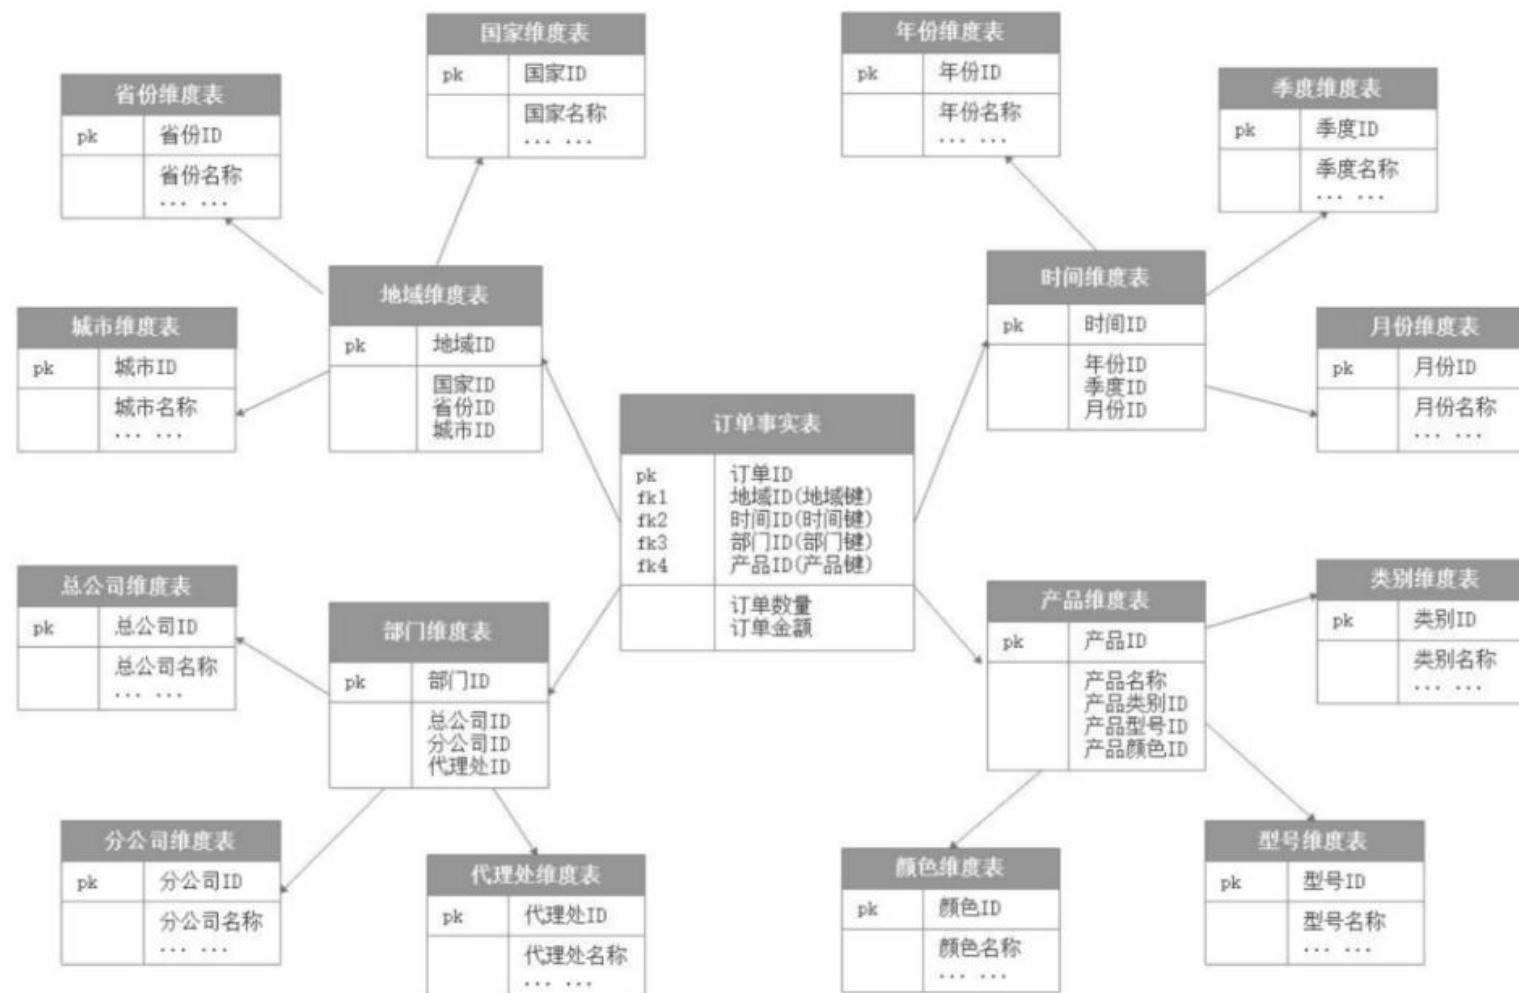 国家维度表
pk 国家ID
国家名称
... ...
年份维度表
pk 年份ID
年份名称
... ...
省份维度表
pk 省份ID
省份名称
... ...
季度维度表
pk 季度ID
季度名称
... ...
地域维度表
pk 地域ID
国家ID
省份ID
城市ID
时间维度表
pk 时间ID
年份ID
季度ID
月份ID
城市维度表
pk 城市ID
城市名称
... ...
月份维度表
pk 月份ID
月份名称
... ...
订单事实表
pk 订单ID
fk1 地域ID(地域键)
fk2 时间ID(时间键)
fk3 部门ID(部门键)
fk4 产品ID(产品键)
订单数量
订单金额
总公司维度表
pk 总公司ID
总公司名称
... ...
部门维度表
pk 部门ID
总公司ID
分公司ID
代理处ID
产品维度表
pk 产品ID
产品名称
产品类别ID
产品型号ID
产品颜色ID
类别维度表
pk 类别ID
类别名称
... ...
分公司维度表
pk 分公司ID
分公司名称
... ...
代理处维度表
pk 代理处ID
代理处名称
... ...
颜色维度表
pk 颜色ID
颜色名称
... ...
型号维度表
pk 型号ID
型号名称
... ...